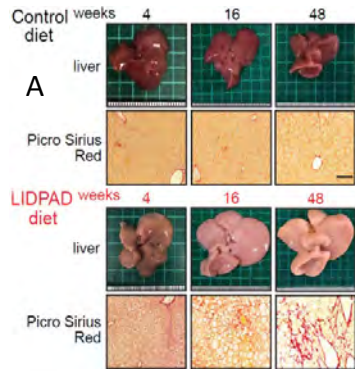 Control diet weeks 4 16 48
A
liver
Picro Sirius Red
LIDPAD diet weeks 4 16 48
liver
Picro Sirius Red